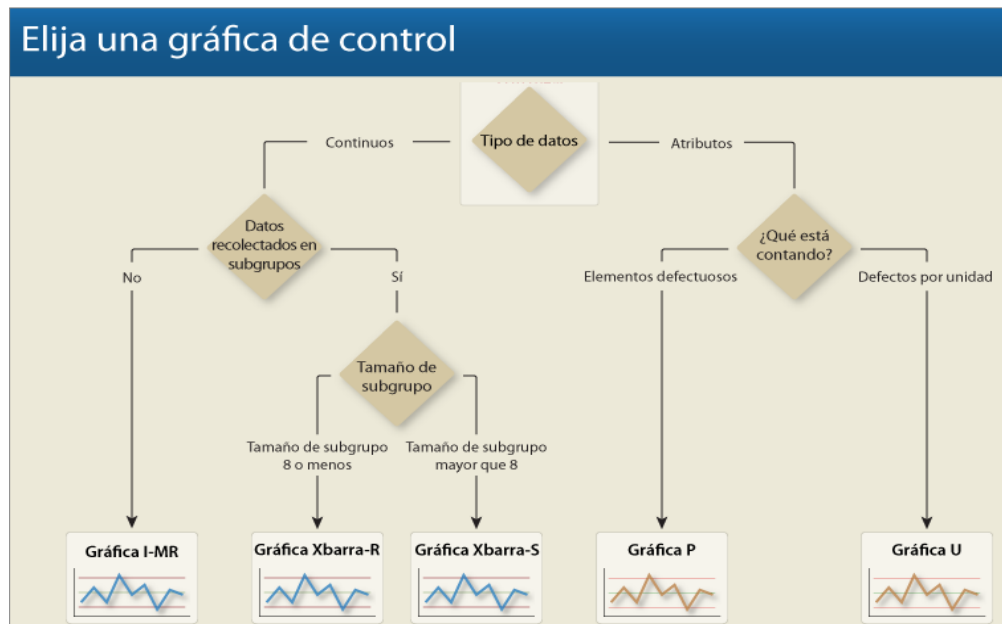 Elija una gráfica de control
Tipo de datos
Continuos
Atributos
Datos
recolectados en
subgrupos
¿Qué está
contando?
No
Sí
Elementos defectuosos
Defectos por unidad
Tamaño de
subgrupo
Tamaño de subgrupo
8 o menos
Tamaño de subgrupo
mayor que 8
Gráfica I-MR
Gráfica Xbarra-R
Gráfica Xbarra-S
Gráfica P
Gráfica U